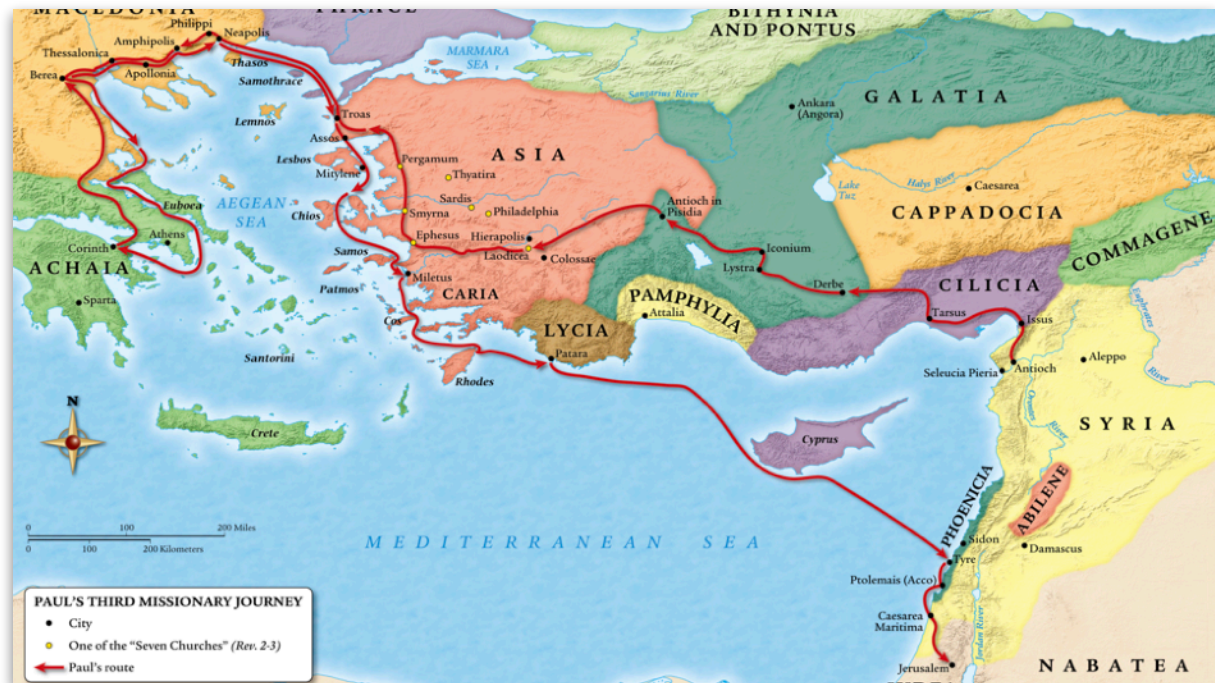 MACEDONIA
THRACE
BITHYNIA
AND PONTUS
Philippi
Neapolis
Amphipolis
Thessalonica
Apollonia
Berea
Thasos
Samothrace
MARMARA
SEA
Sangarius River
GALATIA
Ankara
(Angora)
Lemnos
Troas
Assos
Lesbos
Mitylene
Pergamum
ASIA
Thyatira
Sardis
Philadelphia
Smyrna
Chios
AEGEAN
SEA
Euboea
Athens
Corinth
ACHAIA
Sparta
Ephesus
Samos
Hierapolis
Laodicea
Colossae
Antioch in
Pisidia
Lake
Tuz
Halys River
Caesarea
CAPPADOCIA
COMMAGENE
Euphrates
River
Iconium
Lystra
Derbe
CILICIA
Tarsus
Issus
Miletus
Patmos
CARIA
PAMPHYLIA
Attalia
LYCIA
Patara
Cos
Santorini
Rhodes
Crete
Seleucia Pieria
Antioch
Aleppo
Orontes
River
SYRIA
Cyprus
N
PHOENICIA
ABILENE
Sidon
Tyre
Damascus
Ptolemais (Acco)
Caesarea
Maritima
Jordan River
Jerusalem
NABATEA
MEDITERRANEAN SEA
0 100 200 Miles
0 100 200 Kilometers
PAUL'S THIRD MISSIONARY JOURNEY
City
One of the "Seven Churches" (Rev. 2-3)
Paul's route